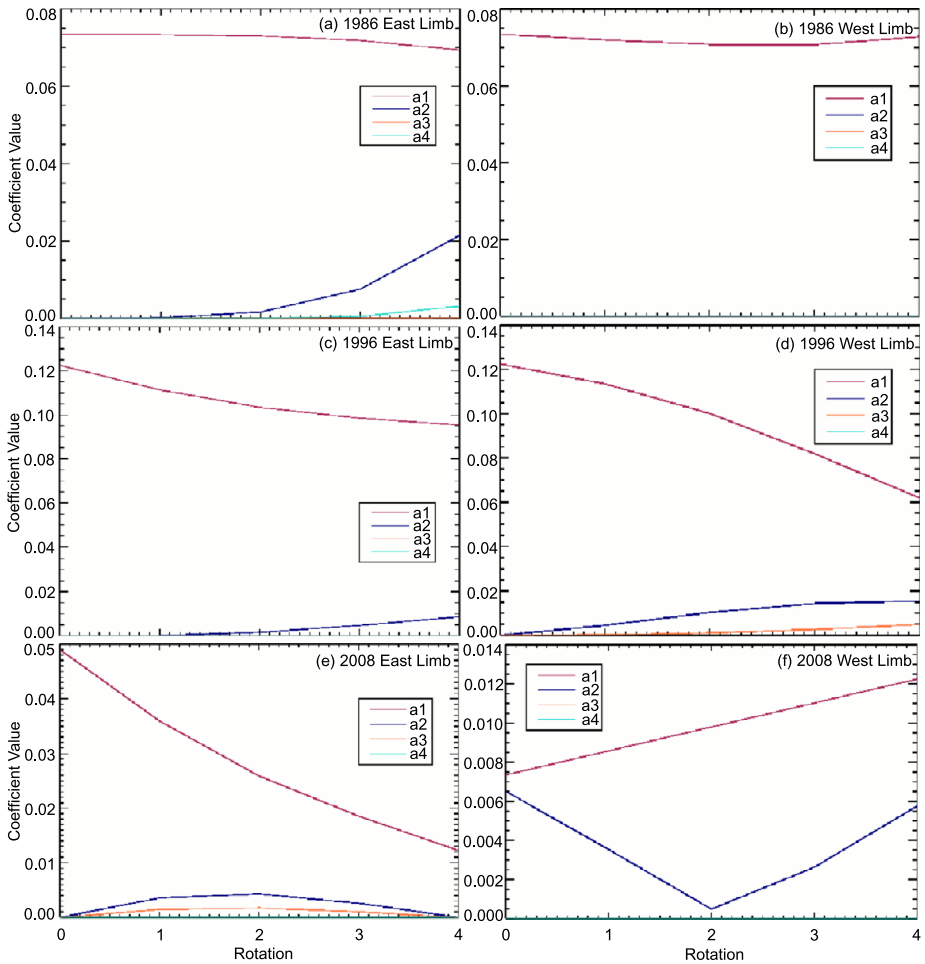 (a) 1986 East Limb
0.08
0.06
0.04
0.02
0.00
Coefficient Value
a1
a2
a3
a4
(b) 1986 West Limb
0.08
0.06
0.04
0.02
0.00
a1
a2
a3
a4
(c) 1996 East Limb
0.14
0.12
0.10
0.08
0.06
0.04
0.02
0.00
Coefficient Value
a1
a2
a3
a4
(d) 1996 West Limb
0.14
0.12
0.10
0.08
0.06
0.04
0.02
0.00
a1
a2
a3
a4
(e) 2008 East Limb
0.05
0.04
0.03
0.02
0.01
0.00
Coefficient Value
a1
a2
a3
a4
0 1 2 3 4
Rotation
(f) 2008 West Limb
0.014
0.012
0.010
0.008
0.006
0.004
0.002
0.000
a1
a2
a3
a4
0 1 2 3 4
Rotation